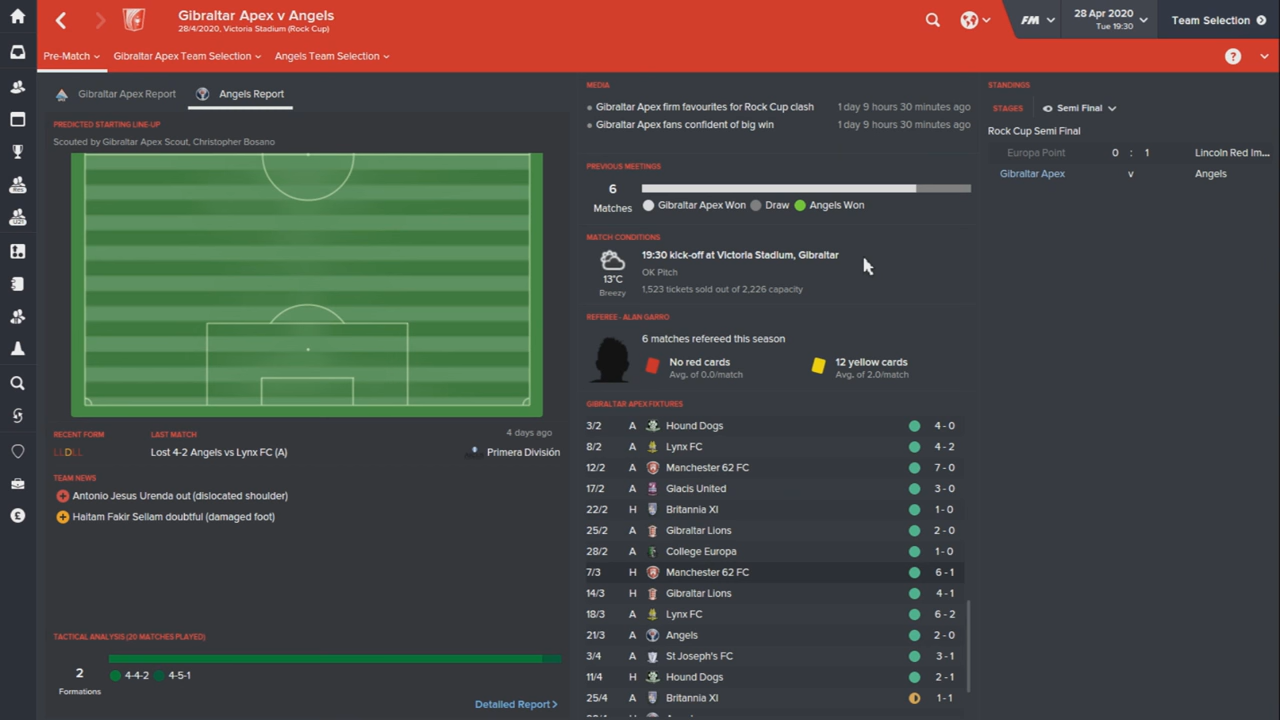 Gibraltar Apex v Angels
28/4/2020, Victoria Stadium (Rock Cup)
FM
28 Apr 2020
Tue 19:30
Team Selection
Pre-Match
Gibraltar Apex Team Selection
Angels Team Selection
?
Gibraltar Apex Report
Angels Report
PREDICTED STARTING LINE-UP
Scouted by Gibraltar Apex Scout, Christopher Bosano
RECENT FORM
LAST MATCH
4 days ago
LLDLL
Lost 4-2 Angels vs Lynx FC (A)
Primera División
TEAM NEWS
Antonio Jesus Urenda out (dislocated shoulder)
Haitam Fakir Sellam doubtful (damaged foot)
TACTICAL ANALYSIS (20 MATCHES PLAYED)
2
Formations
4-4-2
4-5-1
Detailed Report >
MEDIA
Gibraltar Apex firm favourites for Rock Cup clash 1 day 9 hours 30 minutes ago
Gibraltar Apex fans confident of big win 1 day 9 hours 30 minutes ago
PREVIOUS MEETINGS
6
Matches
Gibraltar Apex Won Draw Angels Won
MATCH CONDITIONS
13°C
Breezy
19:30 kick-off at Victoria Stadium, Gibraltar
OK Pitch
1,523 tickets sold out of 2,226 capacity
REFEREE - ALAN GARRO
6 matches refereed this season
No red cards
Avg. of 0.0/match
12 yellow cards
Avg. of 2.0/match
GIBRALTAR APEX FIXTURES
3/2 A Hound Dogs 4-0
8/2 A Lynx FC 4-2
12/2 A Manchester 62 FC 7-0
17/2 A Glacis United 3-0
22/2 H Britannia XI 1-0
25/2 A Gibraltar Lions 2-0
28/2 A College Europa 1-0
7/3 H Manchester 62 FC 6-1
14/3 H Gibraltar Lions 4-1
18/3 A Lynx FC 6-2
21/3 A Angels 2-0
3/4 A St Joseph's FC 3-1
11/4 H Hound Dogs 2-1
25/4 A Britannia XI 1-1
STANDINGS
STAGES Semi Final
Rock Cup Semi Final
Europa Point 0 : 1 Lincoln Red Im...
Gibraltar Apex v Angels